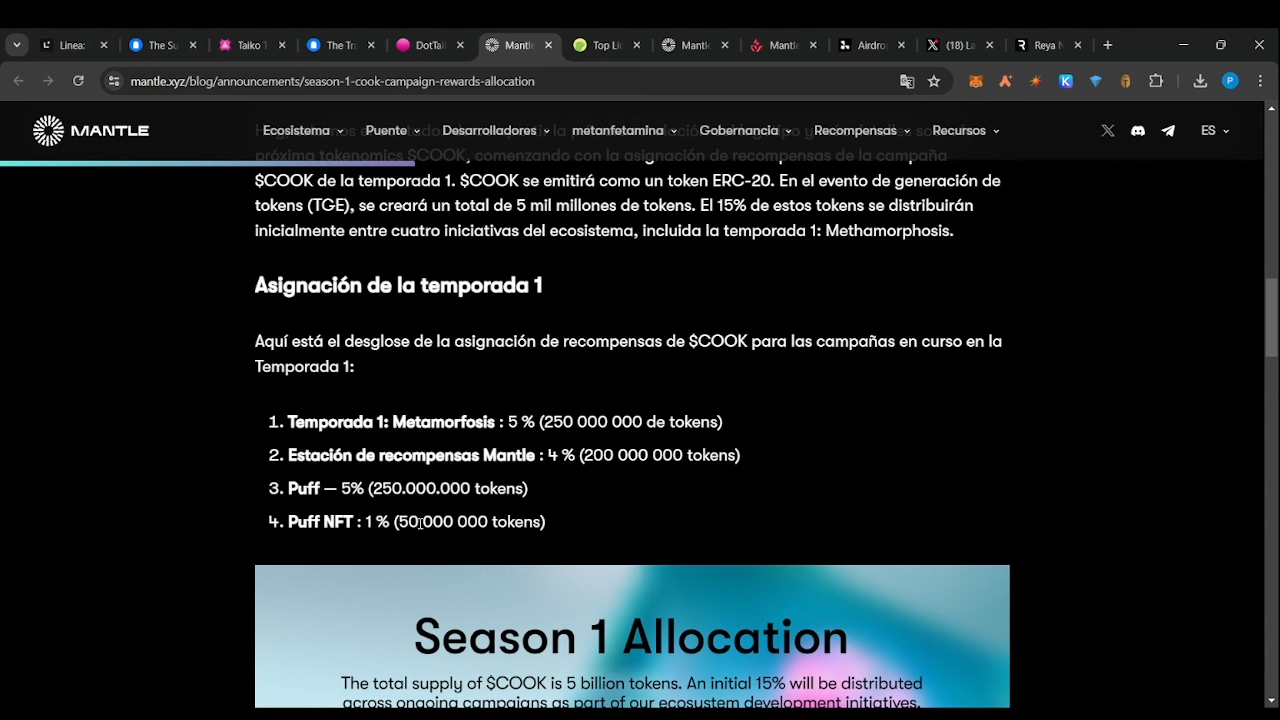 Linea:
The Su
Taiko T
The Tra
DotTai
Mantle
Top Lic
Mantle
Mantle
Airdro
(18) La
Reya N
mantle.xyz/blog/announcements/season-1-cook-campaign-rewards-allocation
P
MANTLE
Ecosistema
Puente
Desarrolladores
metanfetamina
Gobernanza
Recompensas
Recursos
ES
próxima tokenomics $COOK, comenzando con la asignación de recompensas de la campaña
$COOK de la temporada 1. $COOK se emitirá como un token ERC-20. En el evento de generación de
tokens (TGE), se creará un total de 5 mil millones de tokens. El 15% de estos tokens se distribuirán
inicialmente entre cuatro iniciativas del ecosistema, incluida la temporada 1: Methamorphosis.
Asignación de la temporada 1
Aquí está el desglose de la asignación de recompensas de $COOK para las campañas en curso en la
Temporada 1:
1. Temporada 1: Metamorfosis : 5 % (250 000 000 de tokens)
2. Estación de recompensas Mantle : 4 % (200 000 000 tokens)
3. Puff — 5% (250.000.000 tokens)
4. Puff NFT : 1 % (50 000 000 tokens)
Season 1 Allocation
The total supply of $COOK is 5 billion tokens. An initial 15% will be distributed
across ongoing campaigns as part of our ecosystem development initiatives.